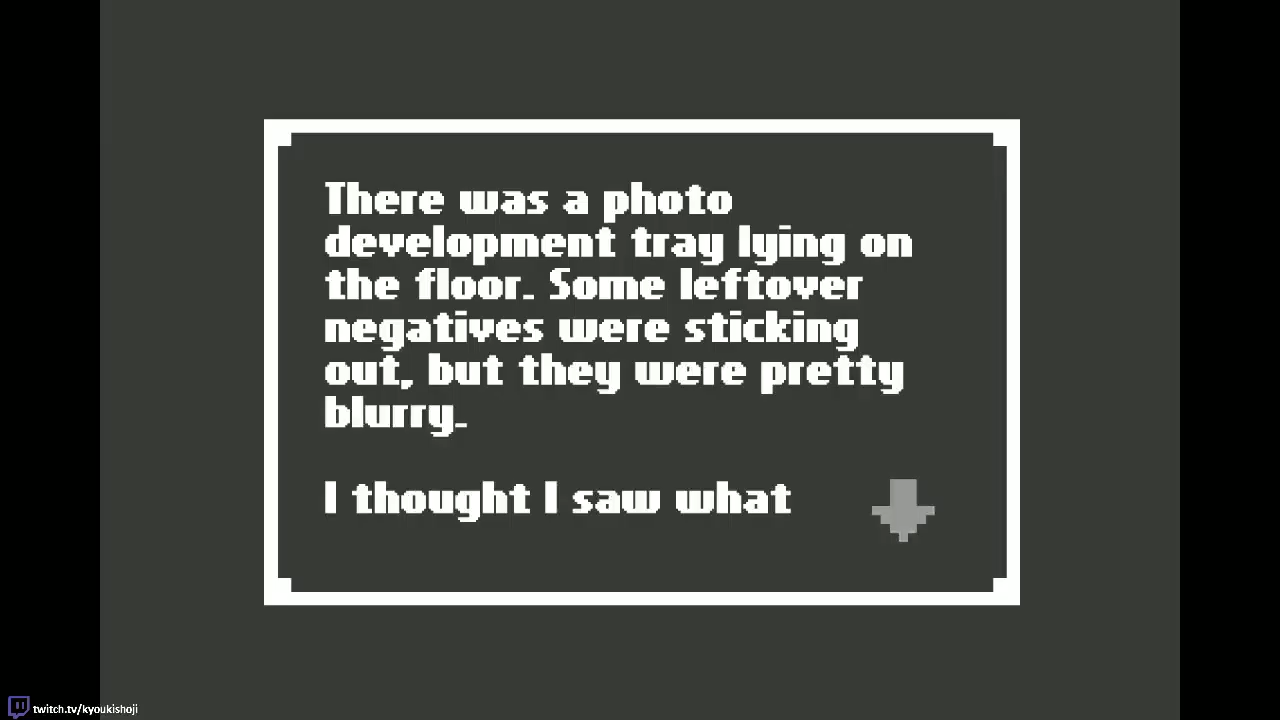 There was a photo
development tray lying on
the floor. Some leftover
negatives were sticking
out, but they were pretty
blurry.
I thought I saw what
twitch.tv/kyoukishoji